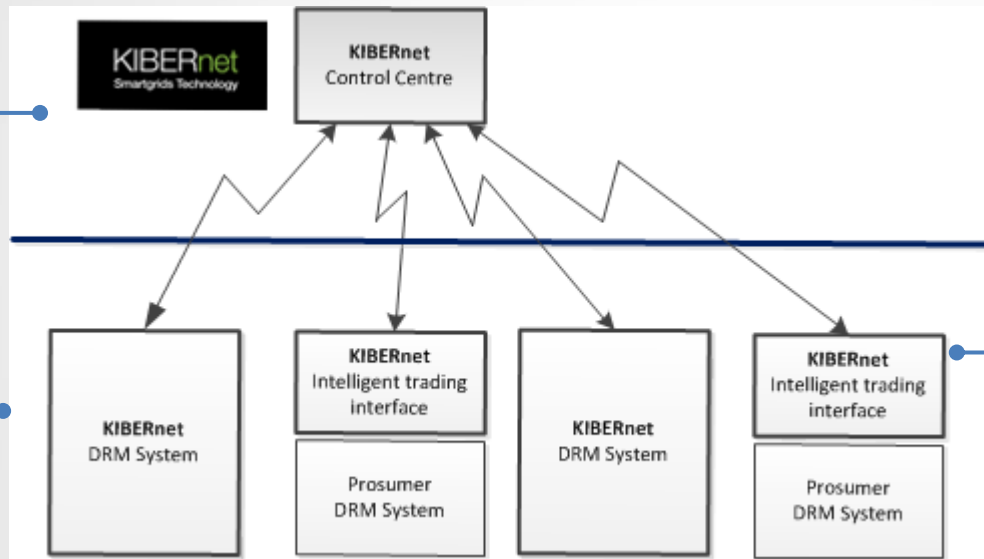 KIBERnet
Smartgrids Technology
KIBERnet
Control Centre
KIBERnet
DRM System
KIBERnet
Intelligent trading
interface
Prosumer
DRM System
KIBERnet
DRM System
KIBERnet
Intelligent trading
interface
Prosumer
DRM System